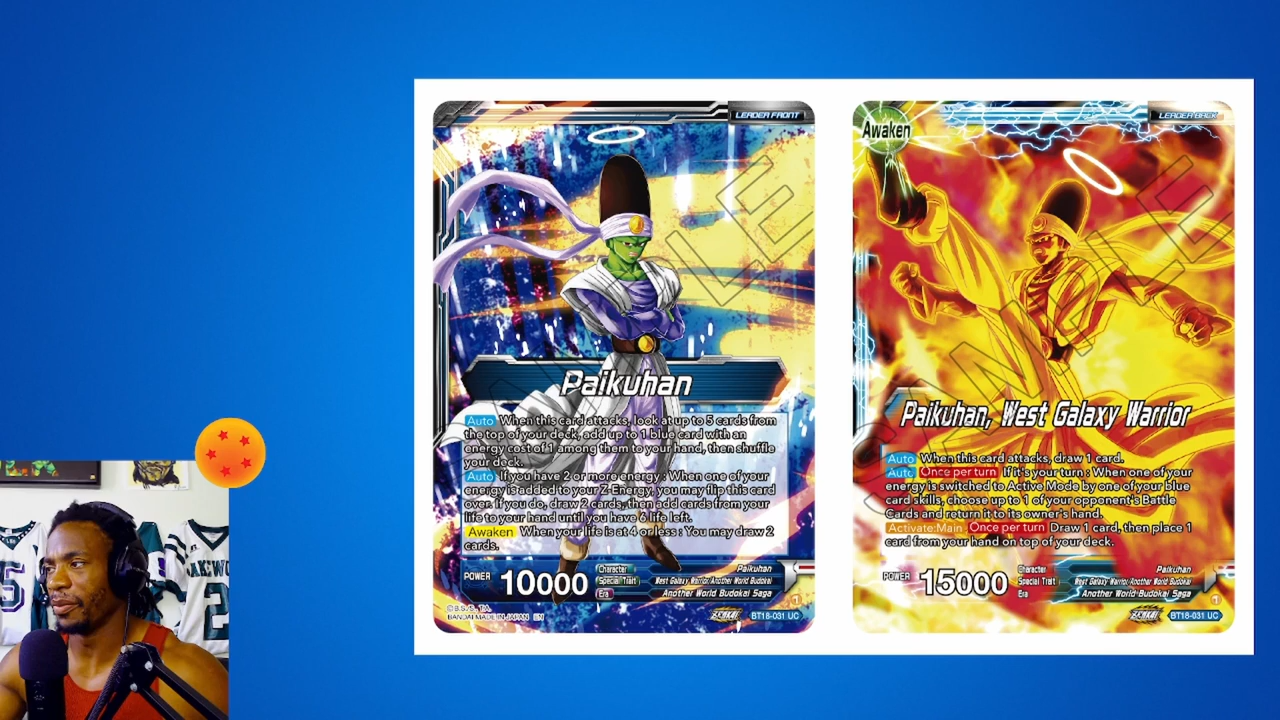 LEADER FRONT
SAMPLE
Paikuhan
Auto When this card attacks, look at up to 5 cards from
the top of your deck, add up to 1 blue card with an
energy cost of 1 among them to your hand, then shuffle
your deck.
Auto If you have 2 or more energy : When one of your
energy is added to your Z-Energy, you may flip this card
over. If you do, draw 2 cards, then add cards from your
life to your hand until you have 6 life left.
Awaken When your life is at 4 or less : You may draw 2
cards.
POWER 10000
Character Paikuhan
Special Trait West Galaxy Warrior/Another World Budokai
Era Another World Budokai Saga
©B.S./S., T.A.
BANDAI MADE IN JAPAN EN
BT18-031 UC
Awaken
LEADER BACK
SAMPLE
Paikuhan, West Galaxy Warrior
Auto When this card attacks, draw 1 card.
Auto Once per turn If it's your turn : When one of your
energy is switched to Active Mode by one of your blue
card skills, choose up to 1 of your opponent's Battle
Cards and return it to its owner's hand.
Activate:Main Once per turn Draw 1 card, then place 1
card from your hand on top of your deck.
POWER 15000
Character Paikuhan
Special Trait West Galaxy Warrior/Another World Budokai
Era Another World Budokai Saga
BT18-031 UC